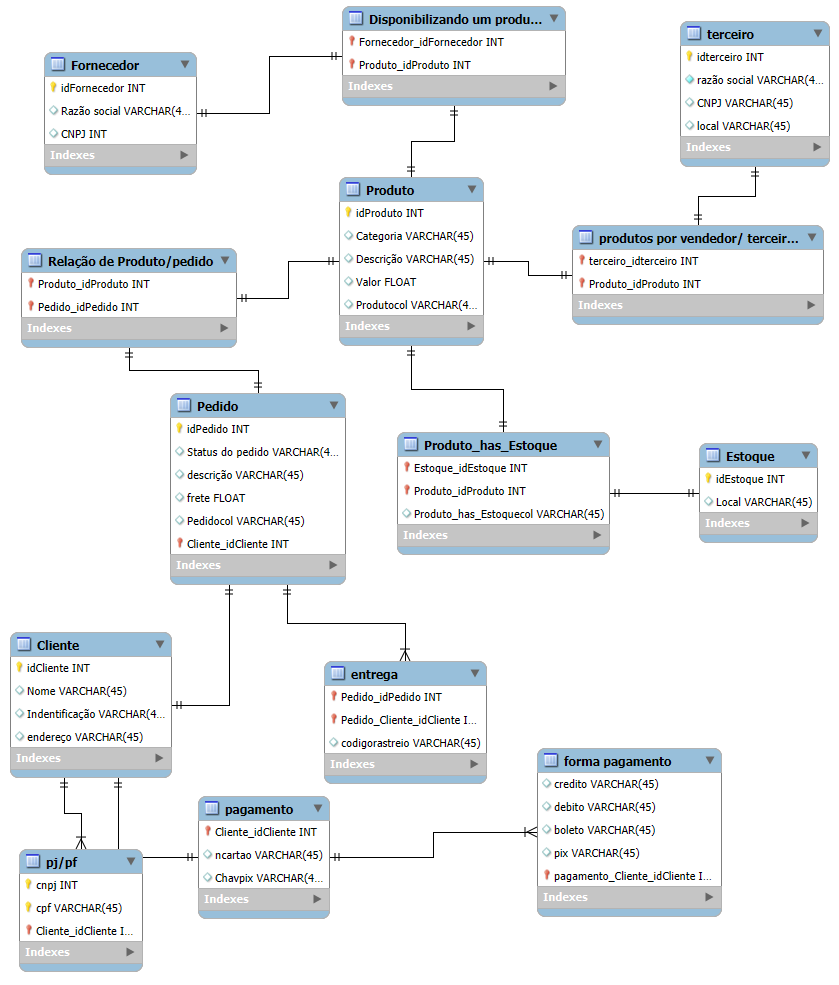 Disponibilizando um produ...
Fornecedor_idFornecedor INT
Produto_idProduto INT
Indexes
terceiro
idterceiro INT
razão social VARCHAR(4...
CNPJ VARCHAR(45)
local VARCHAR(45)
Indexes
Fornecedor
idFornecedor INT
Razão social VARCHAR(4...
CNPJ INT
Indexes
Produto
idProduto INT
Categoria VARCHAR(45)
Descrição VARCHAR(45)
Valor FLOAT
Produtocol VARCHAR(4...
Indexes
produtos por vendedor/ terceir...
terceiro_idterceiro INT
Produto_idProduto INT
Indexes
Relação de Produto/pedido
Produto_idProduto INT
Pedido_idPedido INT
Indexes
Pedido
idPedido INT
Status do pedido VARCHAR(4...
descrição VARCHAR(45)
frete FLOAT
Pedidocol VARCHAR(45)
Cliente_idCliente INT
Indexes
Produto_has_Estoque
Estoque_idEstoque INT
Produto_idProduto INT
Produto_has_Estoquecol VARCHAR(45)
Indexes
Estoque
idEstoque INT
Local VARCHAR(45)
Indexes
Cliente
idCliente INT
Nome VARCHAR(45)
Indentificação VARCHAR(4...
endereço VARCHAR(45)
Indexes
entrega
Pedido_idPedido INT
Pedido_Cliente_idCliente I...
codigorastreio VARCHAR(45)
Indexes
forma pagamento
credito VARCHAR(45)
debito VARCHAR(45)
boleto VARCHAR(45)
pix VARCHAR(45)
pagamento_Cliente_idCliente I...
Indexes
pagamento
Cliente_idCliente INT
ncartao VARCHAR(45)
Chavpix VARCHAR(4...
Indexes
pj/pf
cnpj INT
cpf VARCHAR(45)
Cliente_idCliente I...
Indexes